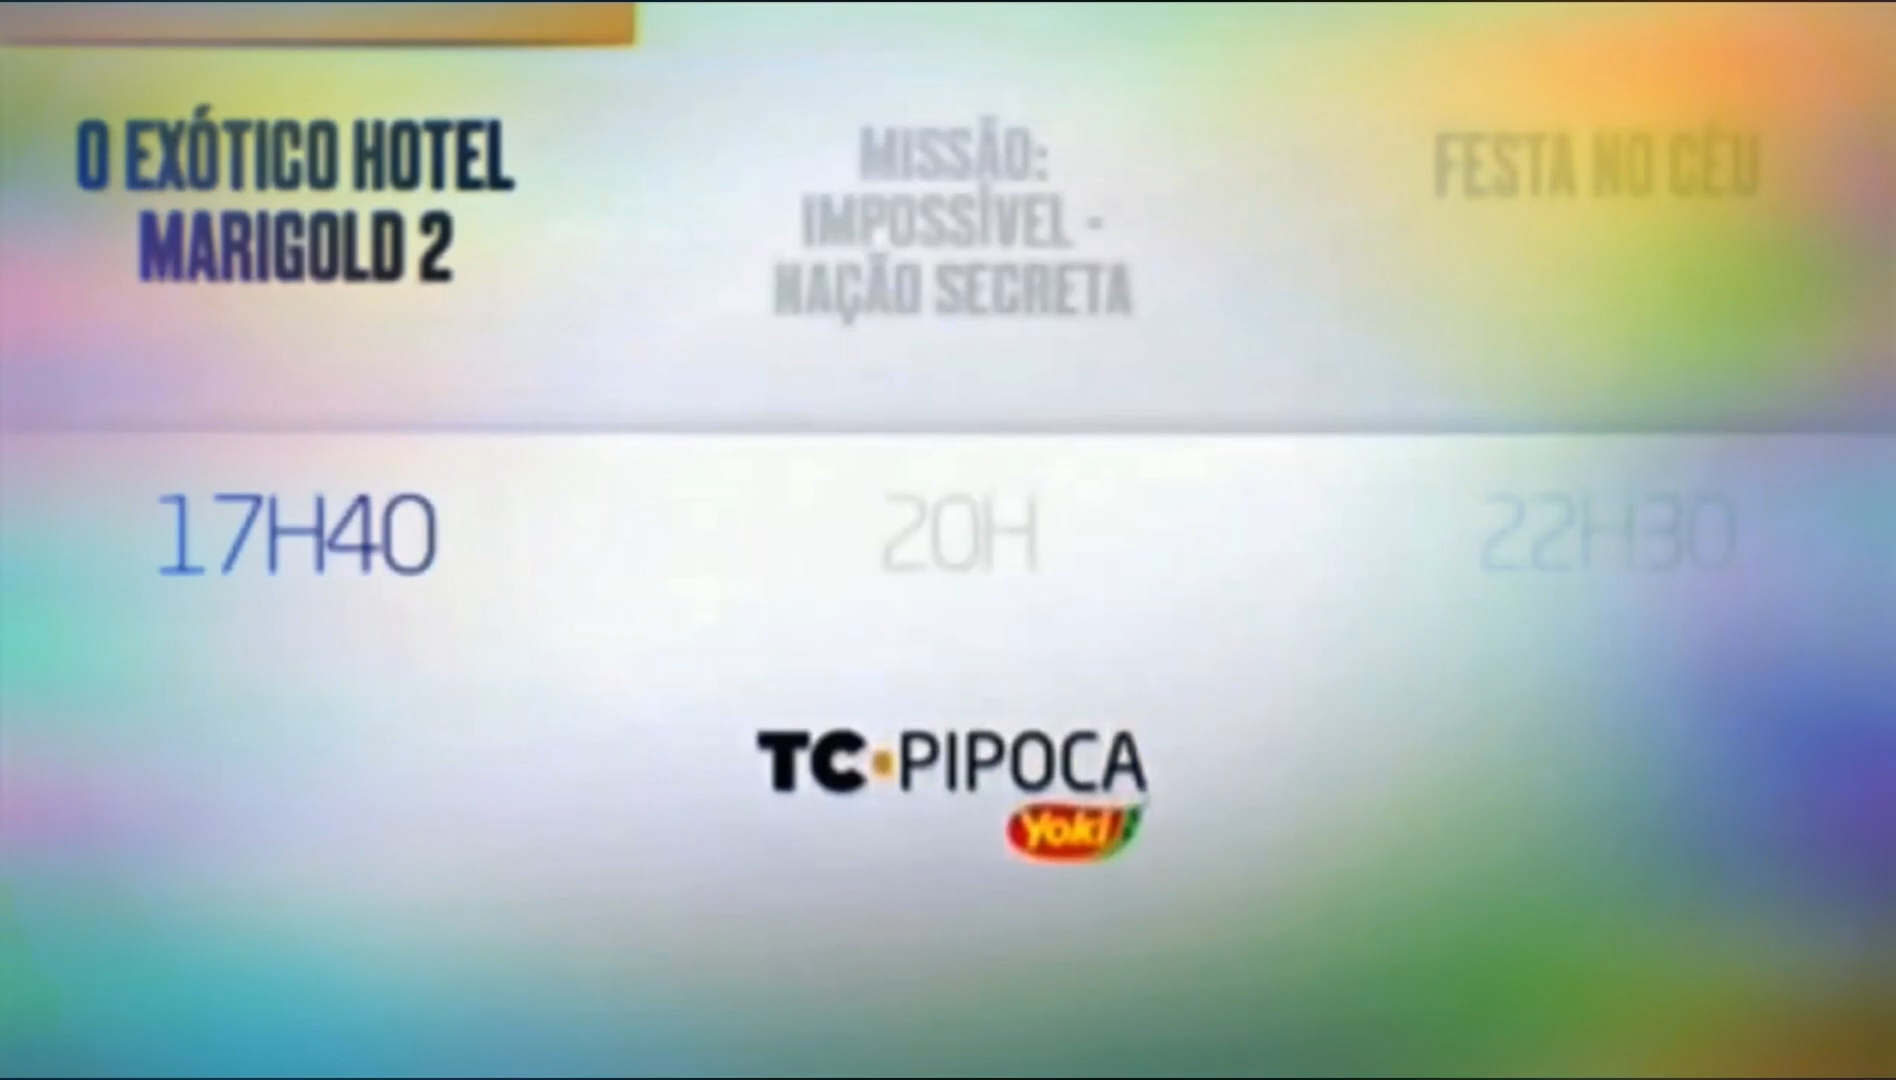 O EXÓTICO HOTEL
MARIGOLD 2
MISSÃO:
IMPOSSÍVEL -
NAÇÃO SECRETA
FESTA NO CÉU
17H40
20H
22H30
TC•PIPOCA
Yoki